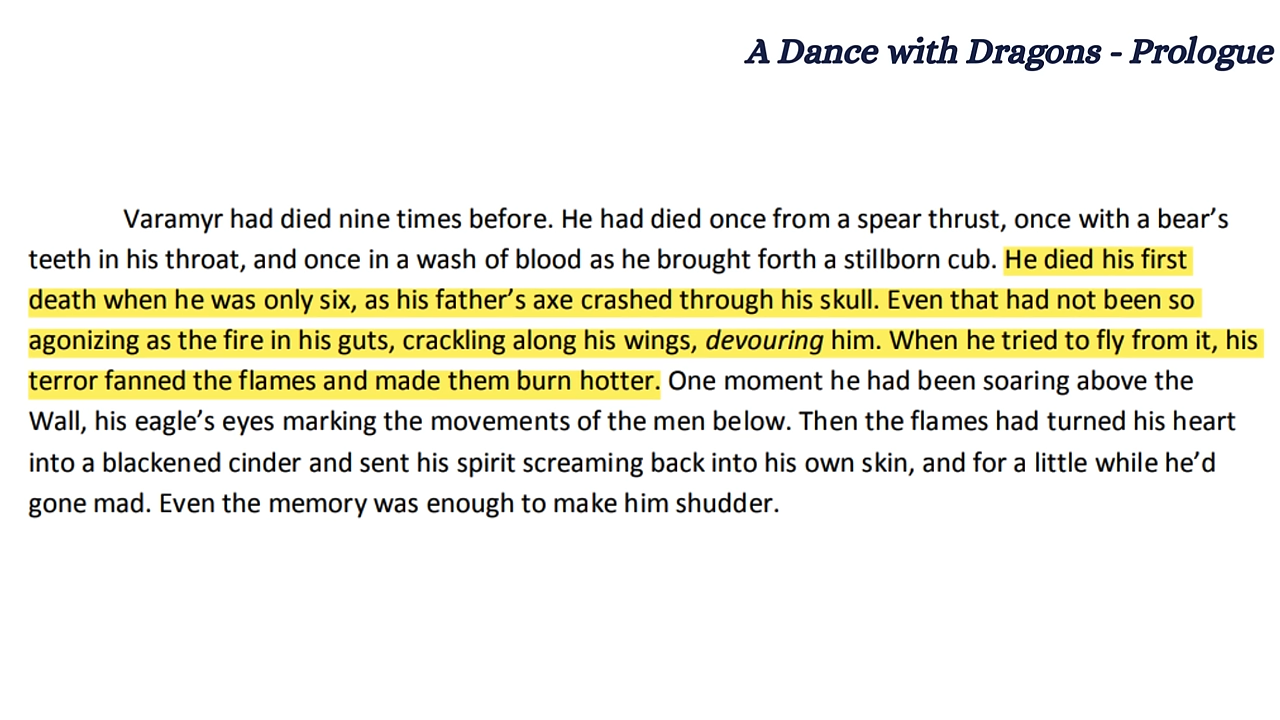 A Dance with Dragons - Prologue
Varamyr had died nine times before. He had died once from a spear thrust, once with a bear’s
teeth in his throat, and once in a wash of blood as he brought forth a stillborn cub. He died his first
death when he was only six, as his father’s axe crashed through his skull. Even that had not been so
agonizing as the fire in his guts, crackling along his wings, devouring him. When he tried to fly from it, his
terror fanned the flames and made them burn hotter. One moment he had been soaring above the
Wall, his eagle’s eyes marking the movements of the men below. Then the flames had turned his heart
into a blackened cinder and sent his spirit screaming back into his own skin, and for a little while he’d
gone mad. Even the memory was enough to make him shudder.